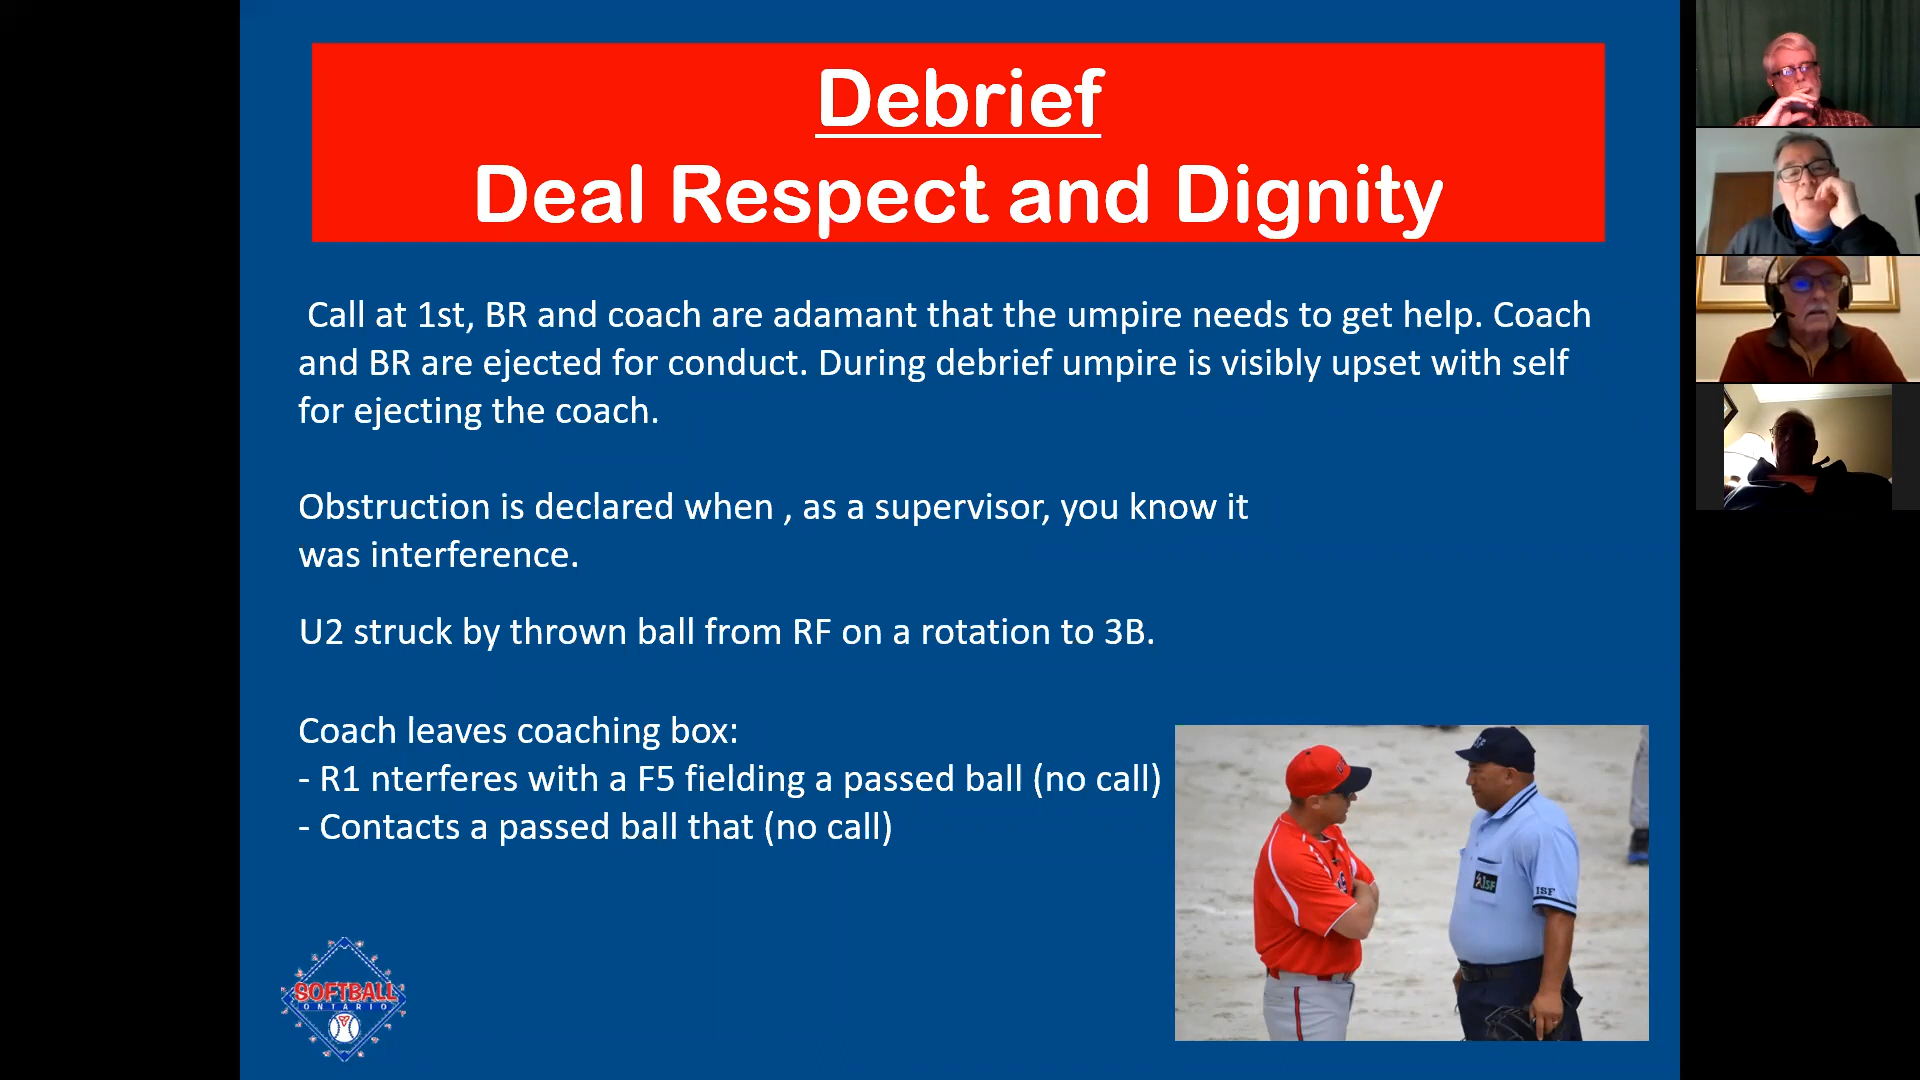 Debrief
Deal Respect and Dignity
Call at 1st, BR and coach are adamant that the umpire needs to get help. Coach
and BR are ejected for conduct. During debrief umpire is visibly upset with self
for ejecting the coach.
Obstruction is declared when , as a supervisor, you know it
was interference.
U2 struck by thrown ball from RF on a rotation to 3B.
Coach leaves coaching box:
- R1 nterferes with a F5 fielding a passed ball (no call)
- Contacts a passed ball that (no call)
ISF
ISF
SOFTBALL
ONTARIO